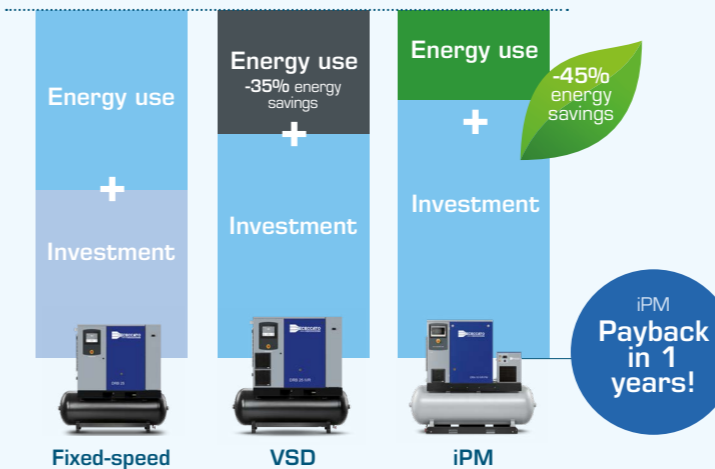 Energy use
Investment
Fixed-speed
Energy use
-35% energy
savings
Investment
VSD
Energy use
Investment
iPM
-45%
energy
savings
iPM
Payback
in 1
years!